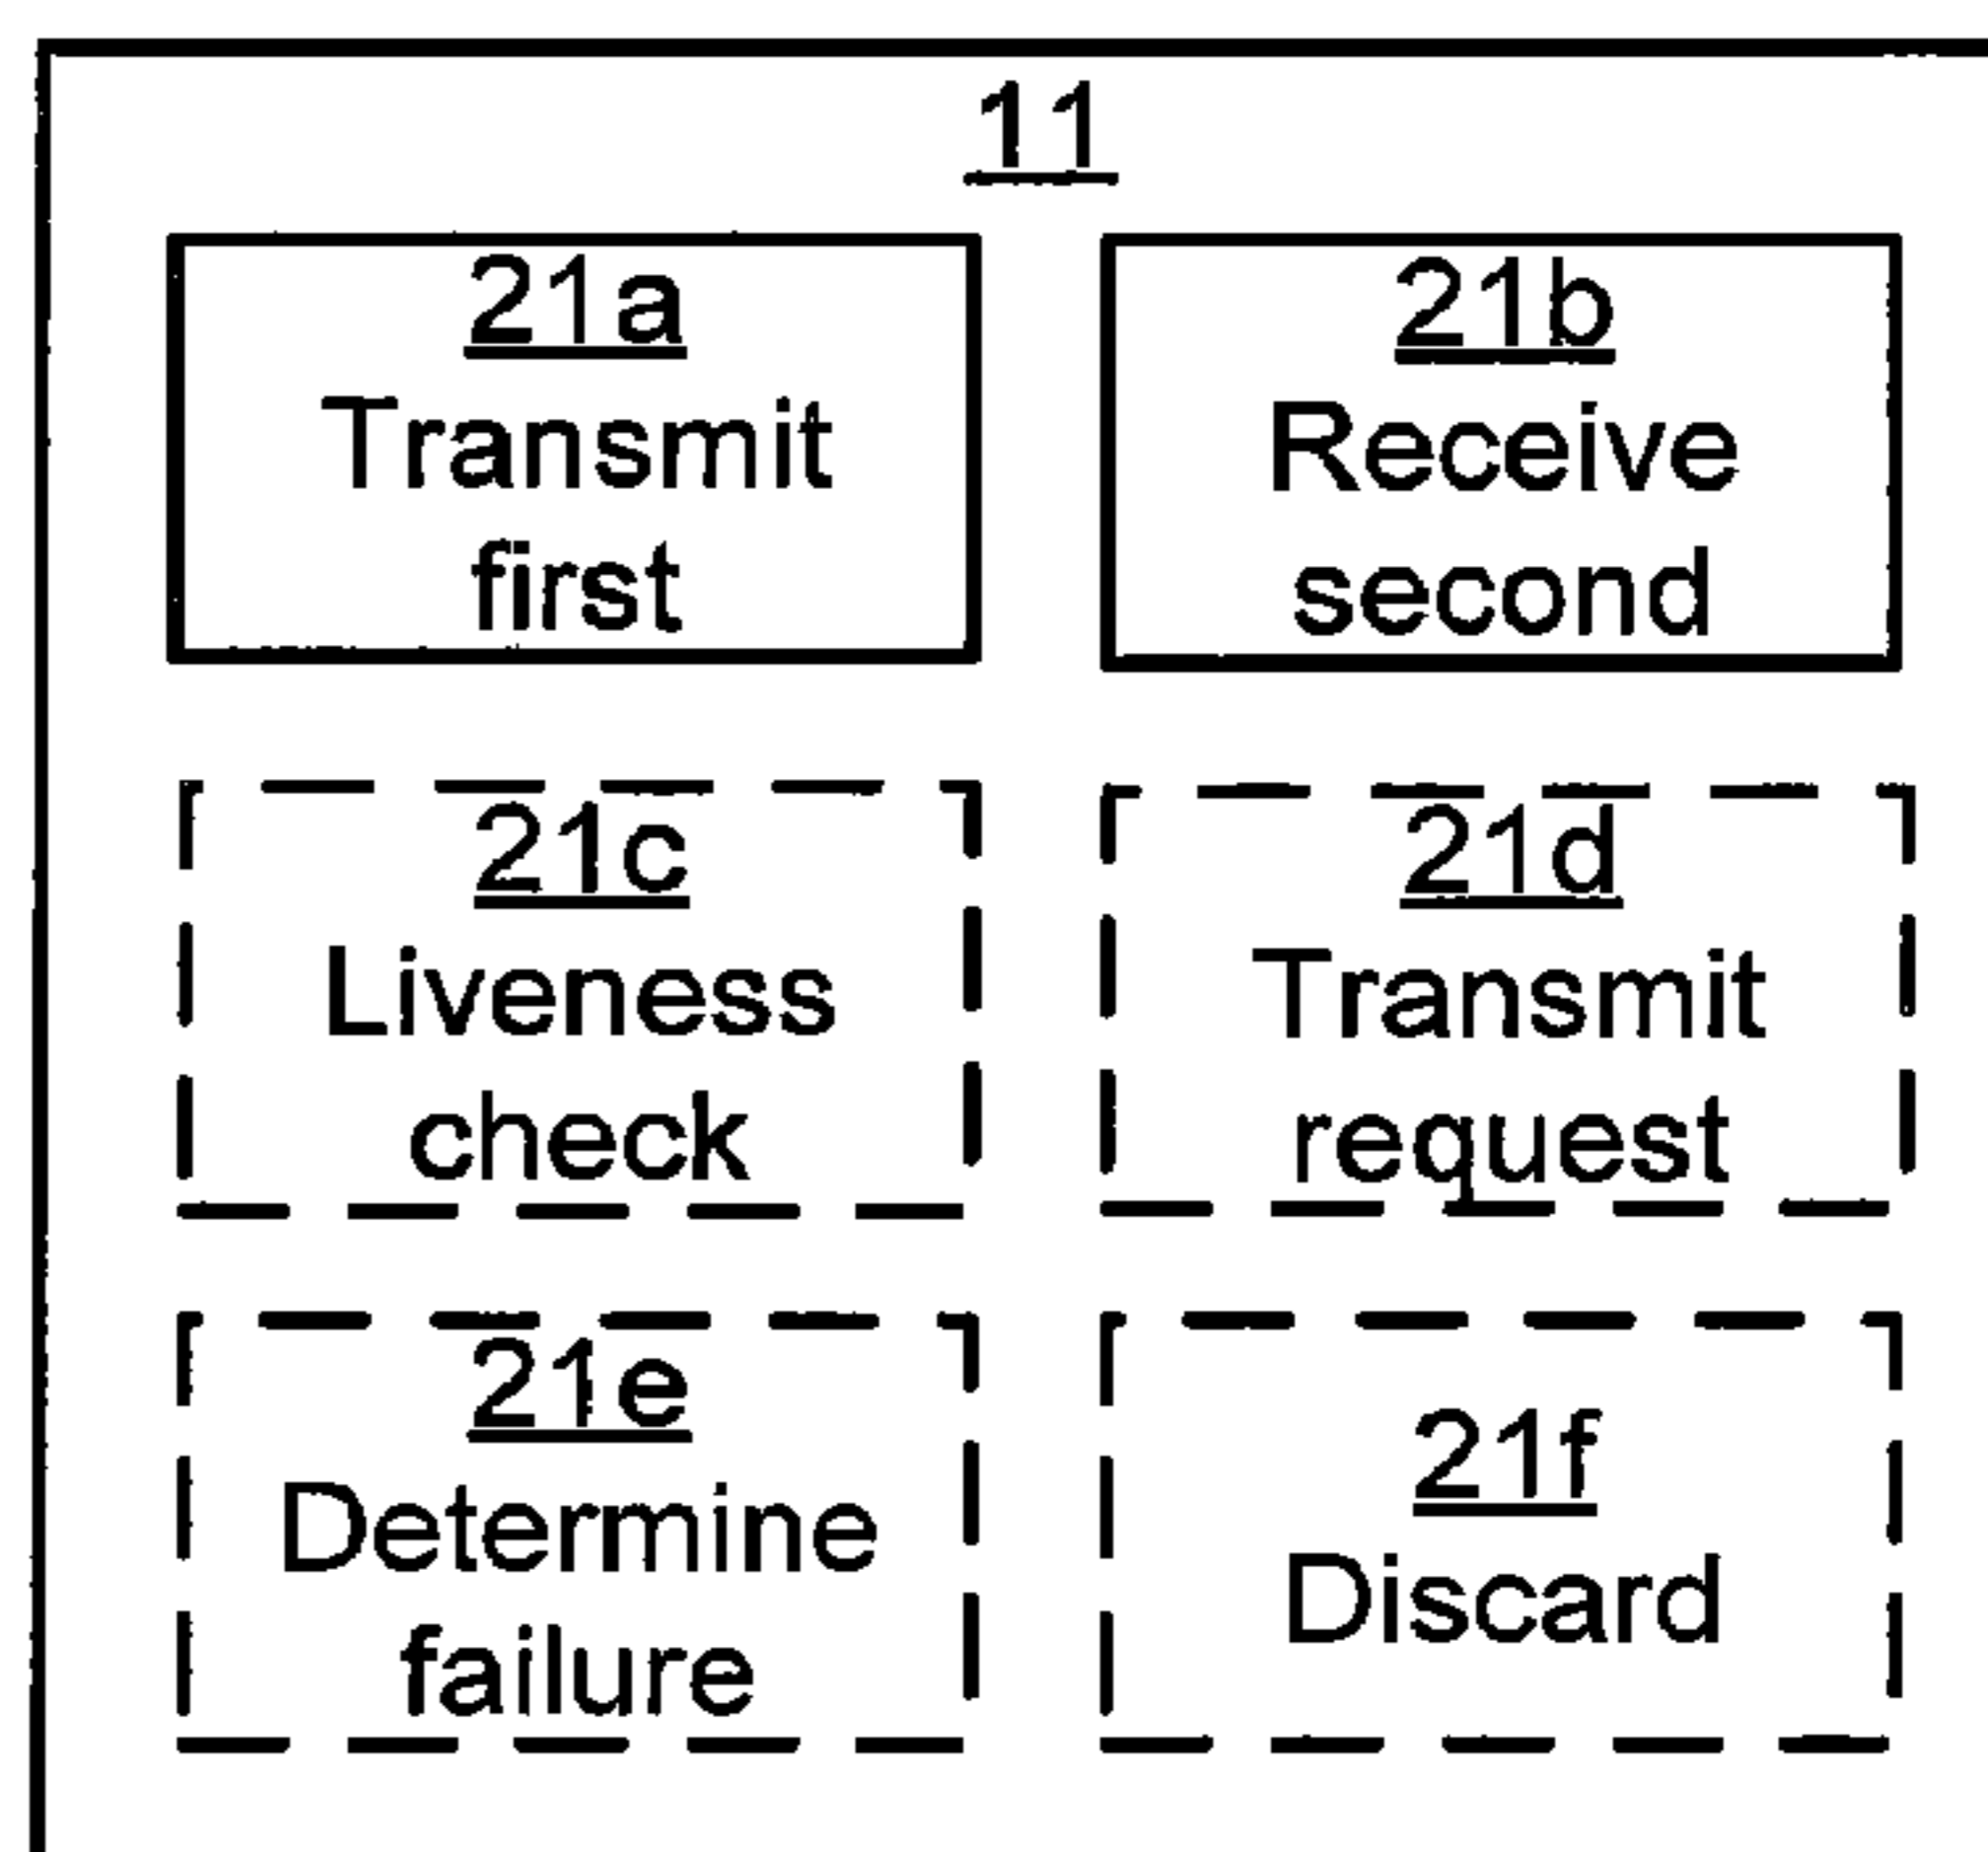 11
21a
Transmit
first
21b
Receive
second
21c
Liveness
check
21d
Transmit
request
21e
Determine
failure
21f
Discard